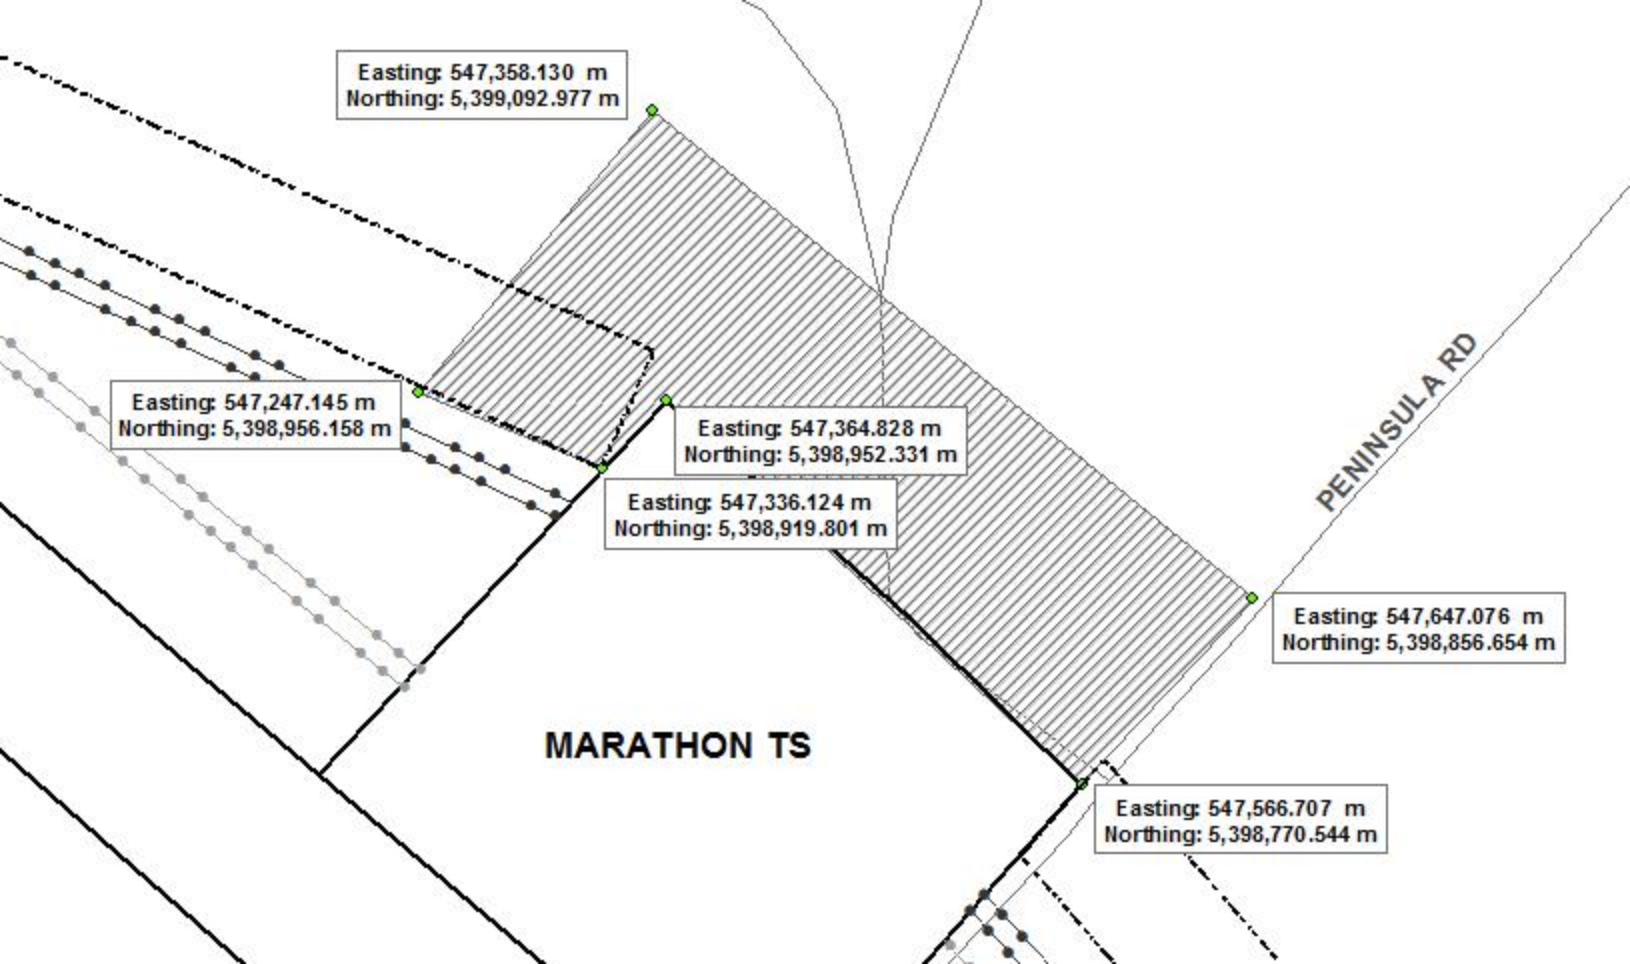 Easting: 547,358.130 m
Northing: 5,399,092.977 m
Easting: 547,247.145 m
Northing: 5,398,956.158 m
Easting: 547,364.828 m
Northing: 5,398,952.331 m
Easting: 547,336.124 m
Northing: 5,398,919.801 m
PENINSULA RD
Easting: 547,647.076 m
Northing: 5,398,856.654 m
MARATHON TS
Easting: 547,566.707 m
Northing: 5,398,770.544 m